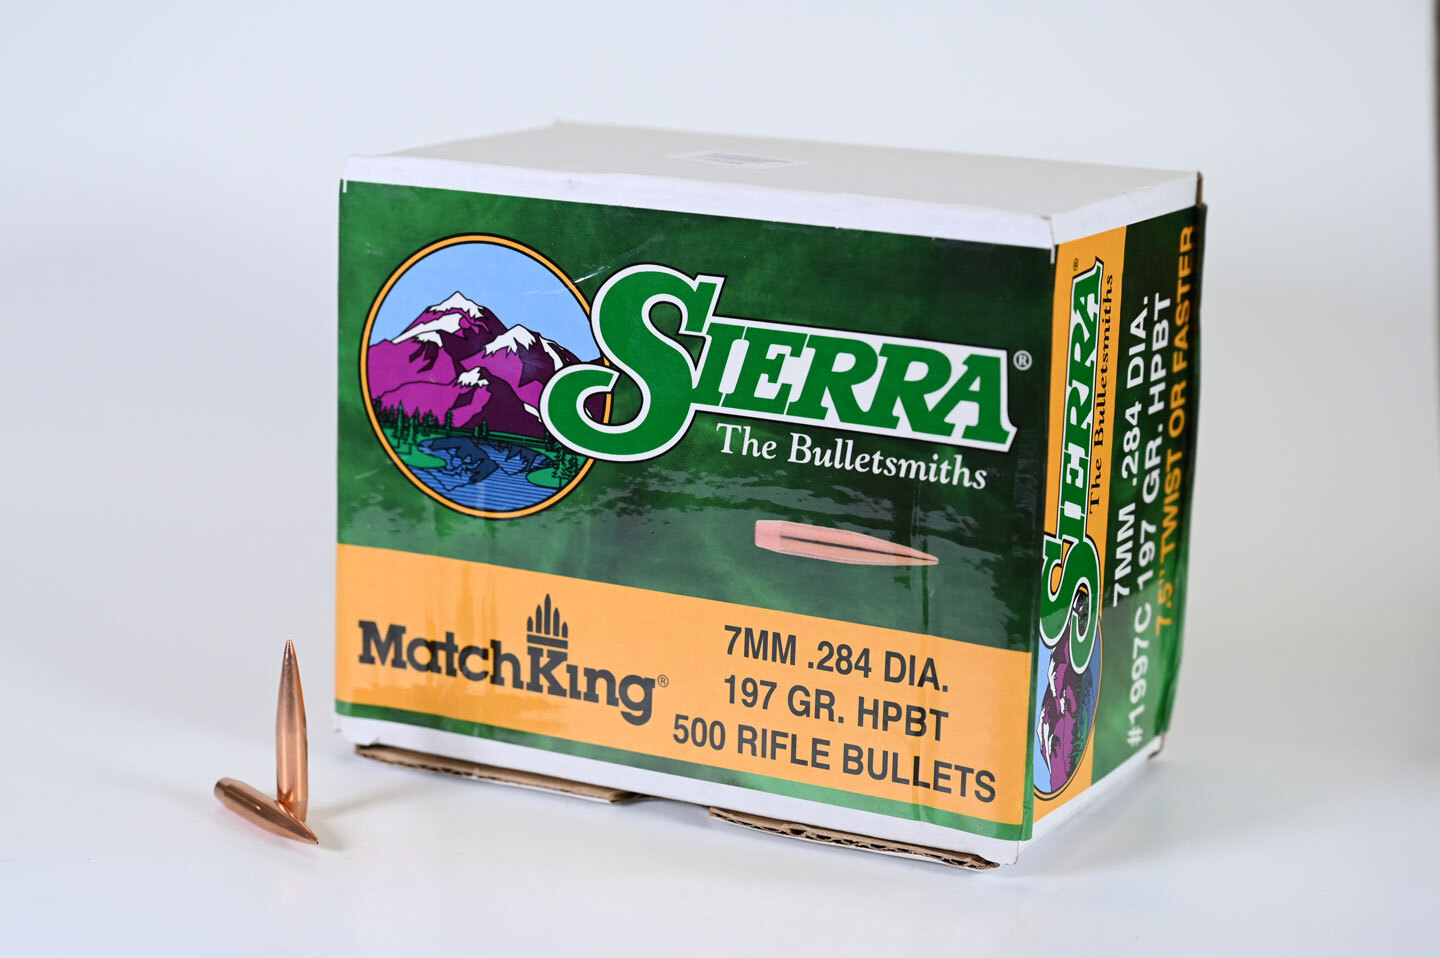 SIERRA®
The Bulletsmiths
MatchKing®
7MM .284 DIA.
197 GR. HPBT
500 RIFLE BULLETS
SIERRA®
The Bulletsmiths
7MM .284 DIA.
#1997C 197 GR. HPBT
7.5" TWIST OR FASTER